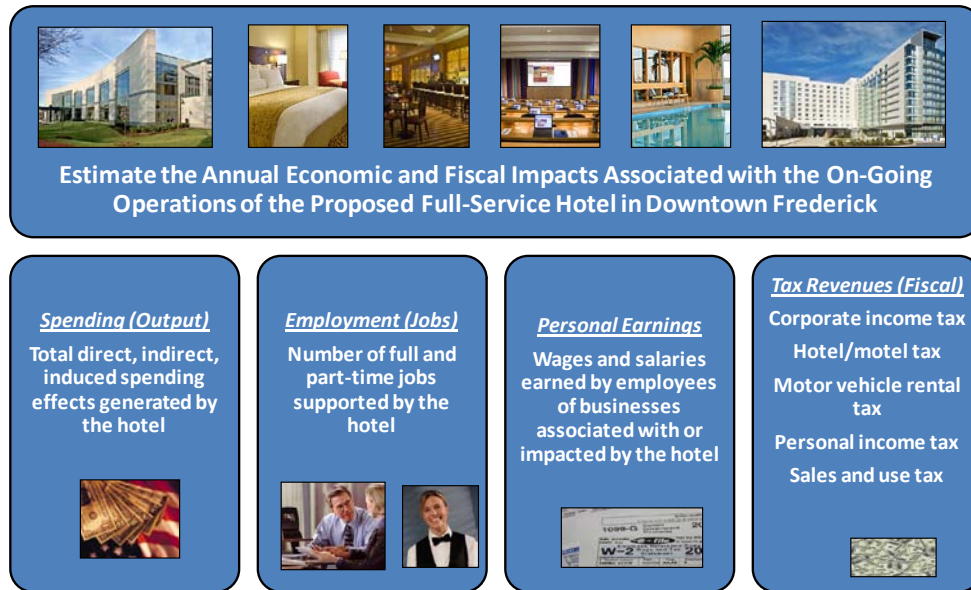 Estimate the Annual Economic and Fiscal Impacts Associated with the On-Going
Operations of the Proposed Full-Service Hotel in Downtown Frederick
Spending (Output)
Total direct, indirect,
induced spending
effects generated by
the hotel
Employment (Jobs)
Number of full and
part-time jobs
supported by the
hotel
Personal Earnings
Wages and salaries
earned by employees
of businesses
associated with or
impacted by the hotel
1099-G
e-file
W-2
20
Tax Revenues (Fiscal)
Corporate income tax
Hotel/motel tax
Motor vehicle rental
tax
Personal income tax
Sales and use tax